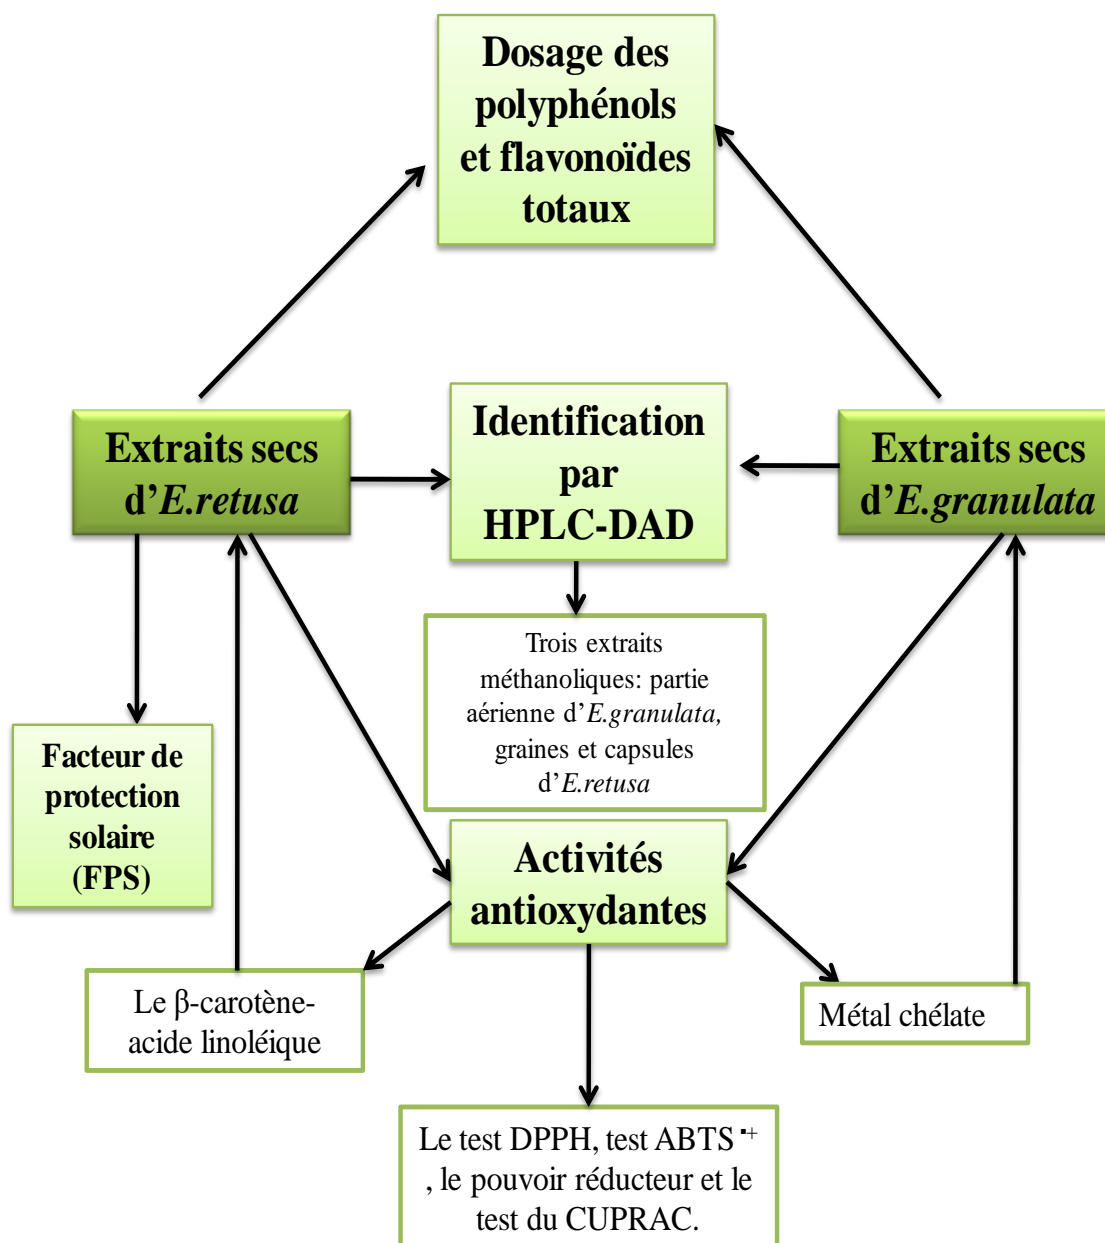 Dosage des
polyphénols
et flavonoïdes
totaux
Extraits secs
d’E.retusa
Identification
par
HPLC-DAD
Extraits secs
d’E.granulata
Trois extraits
méthanoliques: partie
aérienne d’E.granulata,
graines et capsules
d’E.retusa
Facteur de
protection
solaire
(FPS)
Activités
antioxydantes
Le β-carotène-
acide linoléique
Métal chélate
Le test DPPH, test ABTS▪+
, le pouvoir réducteur et le
test du CUPRAC.